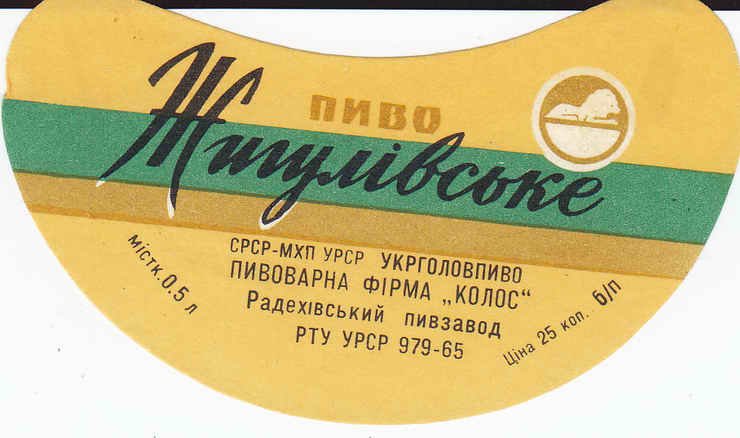 ПИВО
Жигулівське
СРСР-МХП УРСР УКРГОЛОВПИВО
ПИВОВАРНА ФІРМА „КОЛОС“
Радехівський пивзавод
РТУ УРСР 979-65
містк. 0,5 л
Ціна 25 коп. б/п